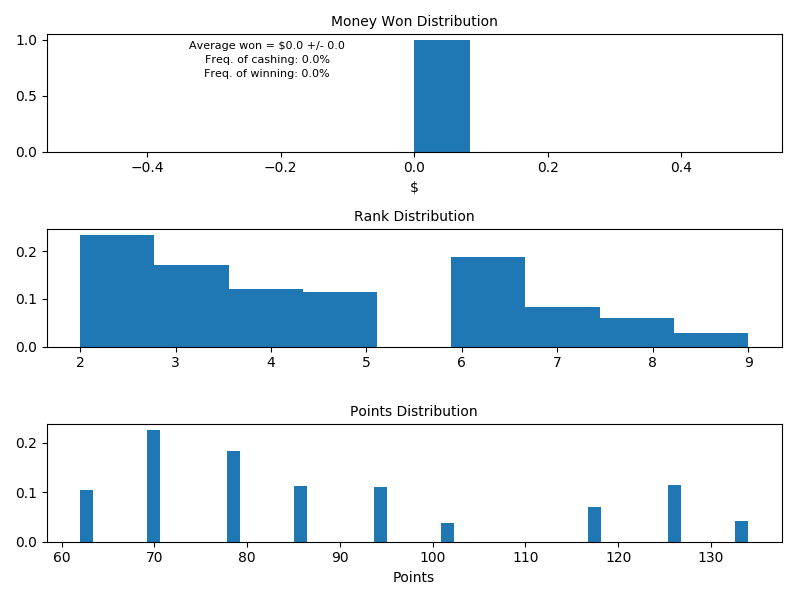 Money Won Distribution
1.0
Average won = $0.0 +/- 0.0
Freq. of cashing: 0.0%
Freq. of winning: 0.0%
0.5
0.0
−0.4 −0.2 0.0 0.2 0.4
$
Rank Distribution
0.2
0.1
0.0
2 3 4 5 6 7 8 9
Points Distribution
0.2
0.1
0.0
60 70 80 90 100 110 120 130
Points